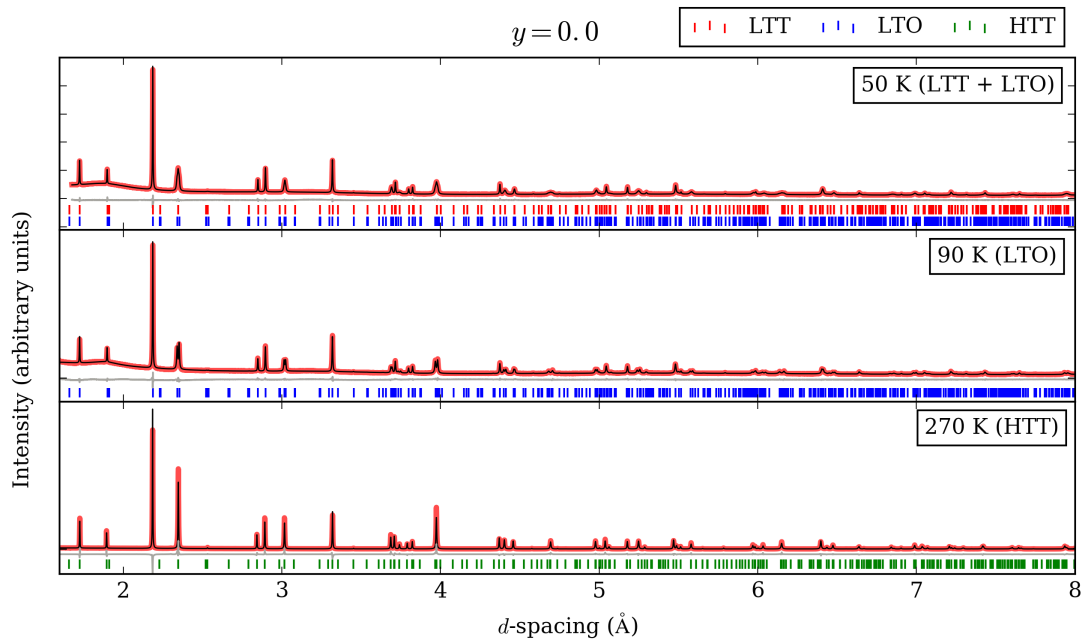 y = 0.0
LTT LTO HTT
50 K (LTT + LTO)
90 K (LTO)
270 K (HTT)
Intensity (arbitrary units)
2 3 4 5 6 7 8
d-spacing (Å)